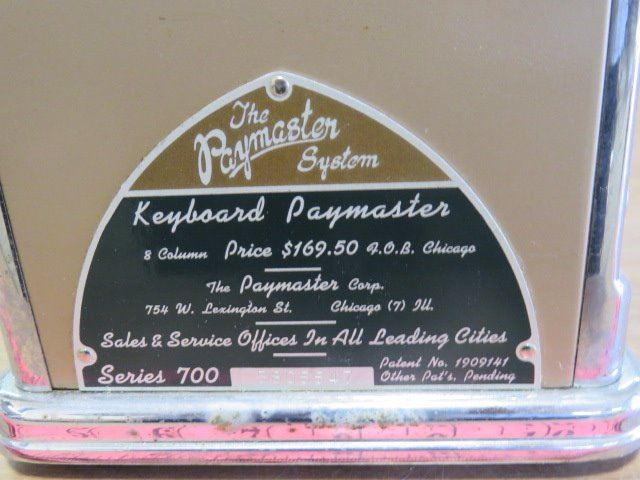 The
Paymaster
System
Keyboard Paymaster
8 Column Price $169.50 F.O.B. Chicago
The Paymaster Corp.
754 W. Lexington St. Chicago (7) Ill.
Sales & Service Offices In All Leading Cities
Series 700
Patent No. 1909141
Other Pat's, Pending